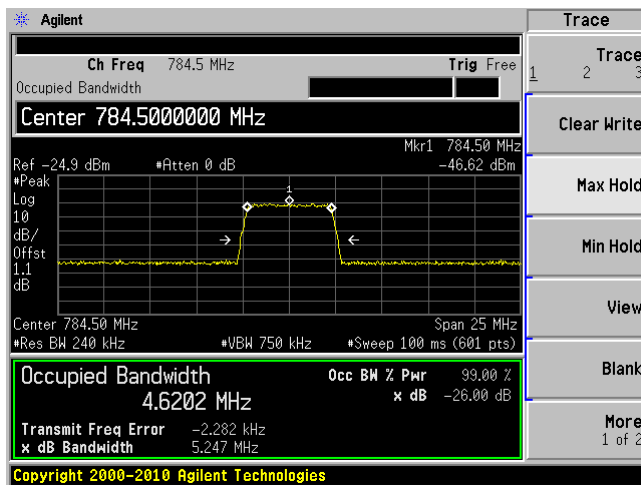 Agilent
Trace
Ch Freq 784.5 MHz Trig Free
Occupied Bandwidth
Center 784.5000000 MHz
Mkr1 784.50 MHz
Ref -24.9 dBm #Atten 0 dB -46.62 dBm
#Peak
Log
10
dB/
Offst
1.1
dB
1
Center 784.50 MHz Span 25 MHz
#Res BW 240 kHz #VBW 750 kHz #Sweep 100 ms (601 pts)
Occupied Bandwidth Occ BW % Pwr 99.00 %
4.6202 MHz x dB -26.00 dB
Transmit Freq Error -2.282 kHz
x dB Bandwidth 5.247 MHz
Copyright 2000-2010 Agilent Technologies
Trace
1 2 3
Clear Write
Max Hold
Min Hold
View
Blank
More
1 of 2